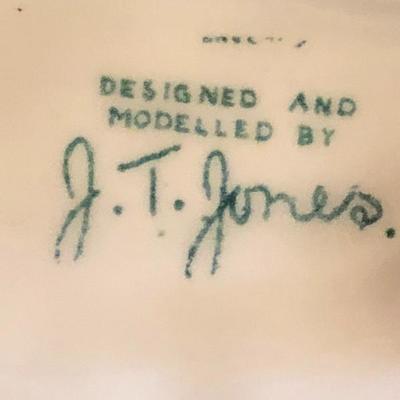 DESIGNED AND
MODELLED BY
J. T. Jones.